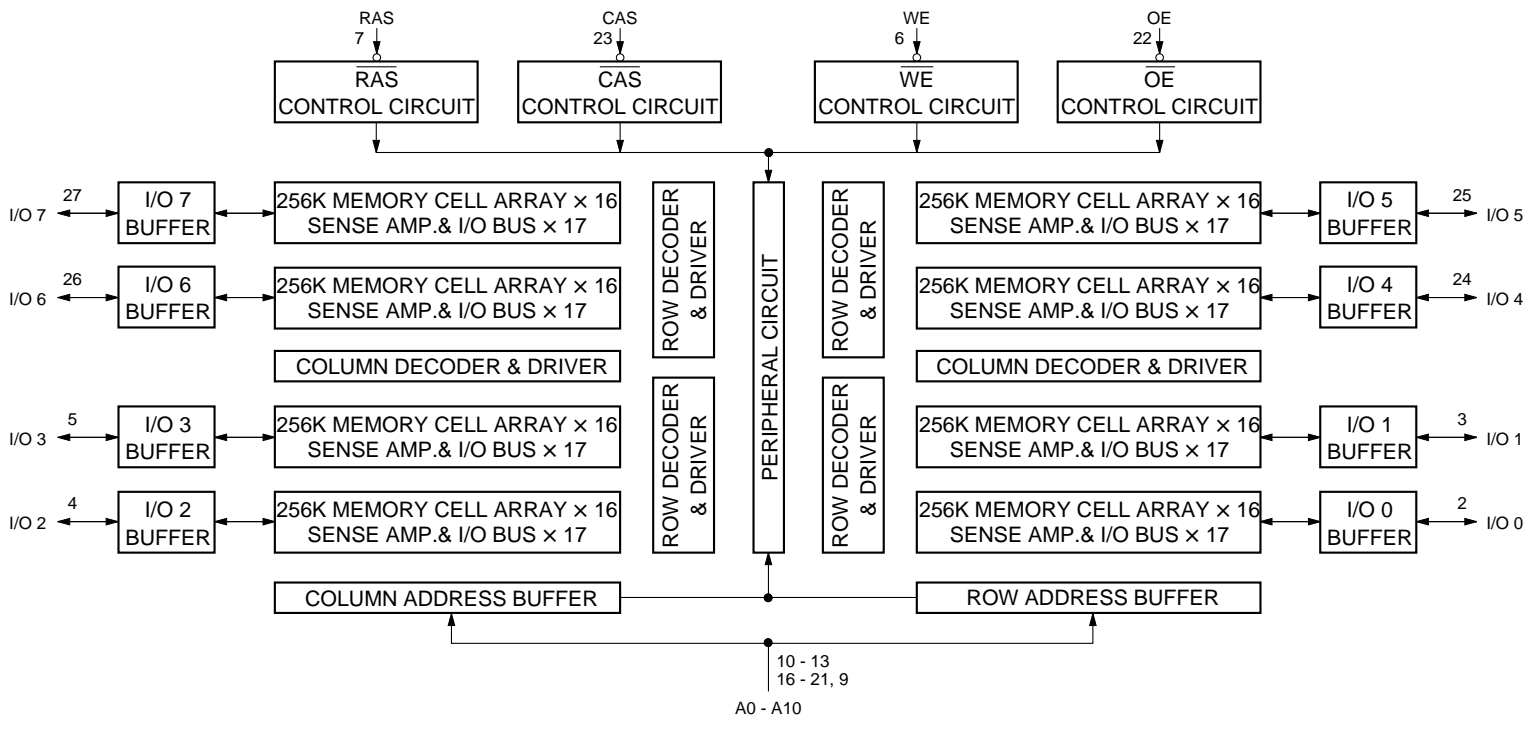 RAS
7
CAS
23
WE
6
OE
22
RAS
CONTROL CIRCUIT
CAS
CONTROL CIRCUIT
WE
CONTROL CIRCUIT
OE
CONTROL CIRCUIT
I/O 7
27
I/O 7
BUFFER
256K MEMORY CELL ARRAY × 16
SENSE AMP.& I/O BUS × 17
I/O 6
26
I/O 6
BUFFER
256K MEMORY CELL ARRAY × 16
SENSE AMP.& I/O BUS × 17
COLUMN DECODER & DRIVER
I/O 3
5
I/O 3
BUFFER
256K MEMORY CELL ARRAY × 16
SENSE AMP.& I/O BUS × 17
I/O 2
4
I/O 2
BUFFER
256K MEMORY CELL ARRAY × 16
SENSE AMP.& I/O BUS × 17
ROW DECODER
& DRIVER
ROW DECODER
& DRIVER
PERIPHERAL CIRCUIT
ROW DECODER
& DRIVER
ROW DECODER
& DRIVER
256K MEMORY CELL ARRAY × 16
SENSE AMP.& I/O BUS × 17
I/O 5
BUFFER
25
I/O 5
256K MEMORY CELL ARRAY × 16
SENSE AMP.& I/O BUS × 17
I/O 4
BUFFER
24
I/O 4
COLUMN DECODER & DRIVER
256K MEMORY CELL ARRAY × 16
SENSE AMP.& I/O BUS × 17
I/O 1
BUFFER
3
I/O 1
256K MEMORY CELL ARRAY × 16
SENSE AMP.& I/O BUS × 17
I/O 0
BUFFER
2
I/O 0
COLUMN ADDRESS BUFFER
ROW ADDRESS BUFFER
10 - 13
16 - 21, 9
A0 - A10